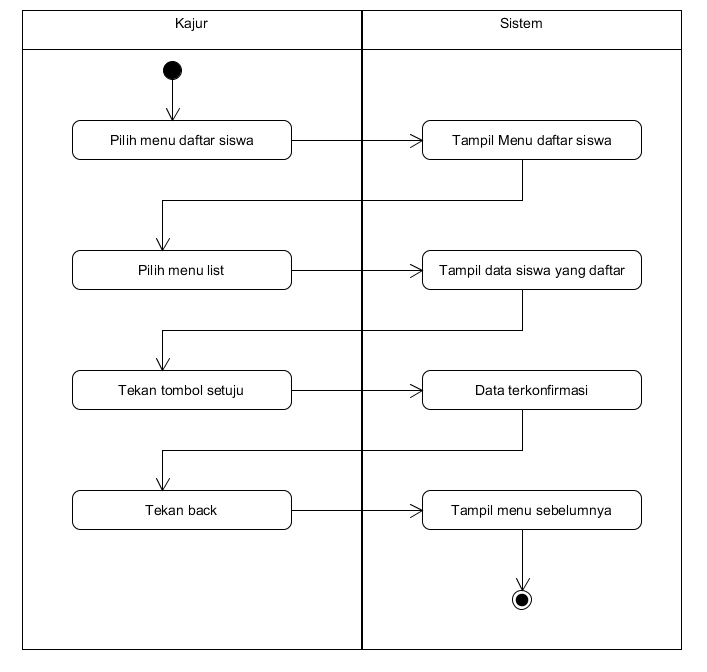 Kajur
Sistem
Pilih menu daftar siswa
Tampil Menu daftar siswa
Pilih menu list
Tampil data siswa yang daftar
Tekan tombol setuju
Data terkonfirmasi
Tekan back
Tampil menu sebelumnya